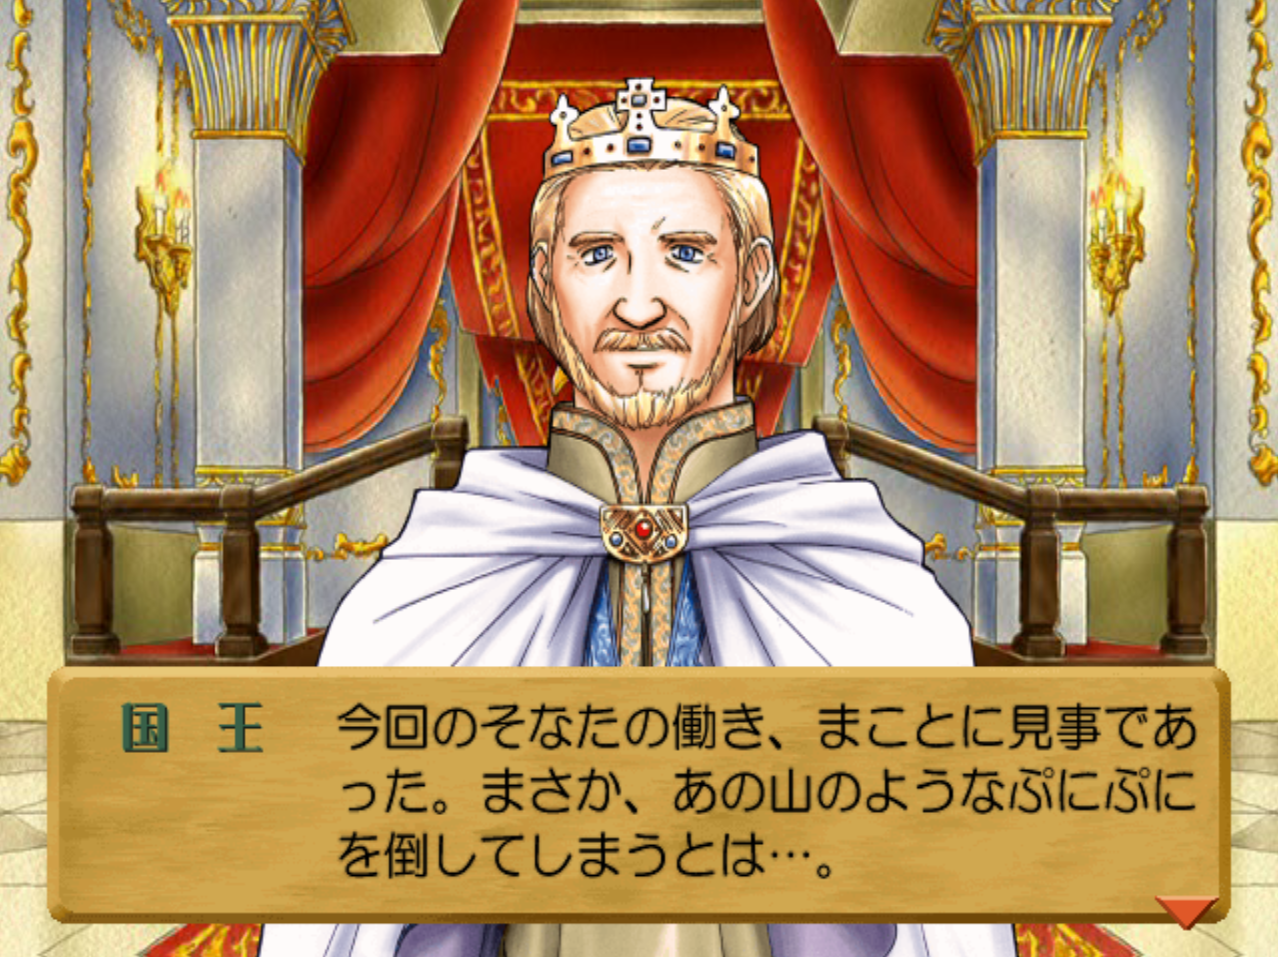 国王
今回のそなたの働き、まことに見事であ
った。まさか、あの山のようなぷにぷに
を倒してしまうとは…。